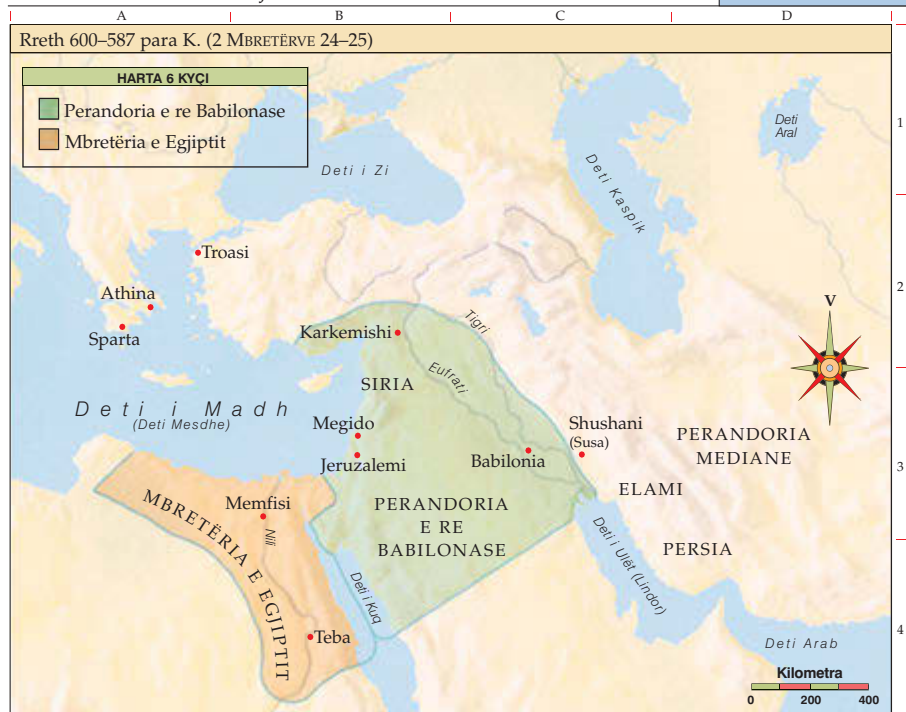 A B C D
Rreth 600–587 para K. (2 MBRETËRVE 24–25)
HARTA 6 KYÇI
Perandoria e re Babilonase
Mbretëria e Egjiptit
1
Deti
Aral
Deti i Zi
Deti Kaspik
Troasi
2
Athina
V
Sparta
Karkemishi
Tigri
Eufrati
SIRIA
Deti i Madh
(Deti Mesdhe)
Megido
Shushani
(Susa)
PERANDORIA
MEDIANE
Jeruzalemi
Babilonia
3
ELAMI
MBRETËRIA E EGJIPTIT
Memfisi
Nili
PERANDORIA
E RE
BABILONASE
PERSIA
Deti i Ulët (Lindor)
Deti i Kuq
Teba
4
Deti Arab
Kilometra
0 200 400